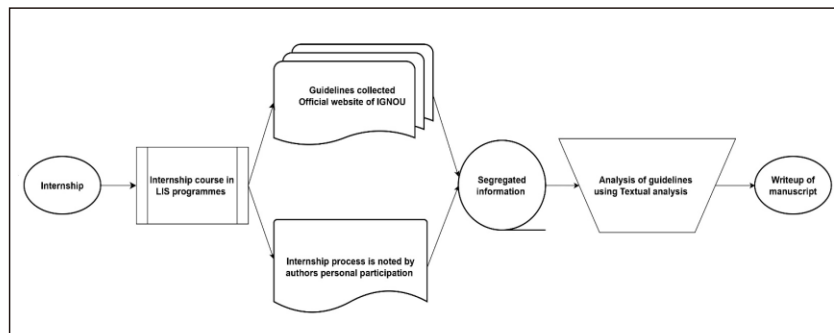 Internship
Internship course in
LIS programmes
Guidelines collected
Official website of IGNOU
Internship process is noted by
authors personal participation
Segregated
information
Analysis of guidelines
using Textual analysis
Writeup of
manuscript